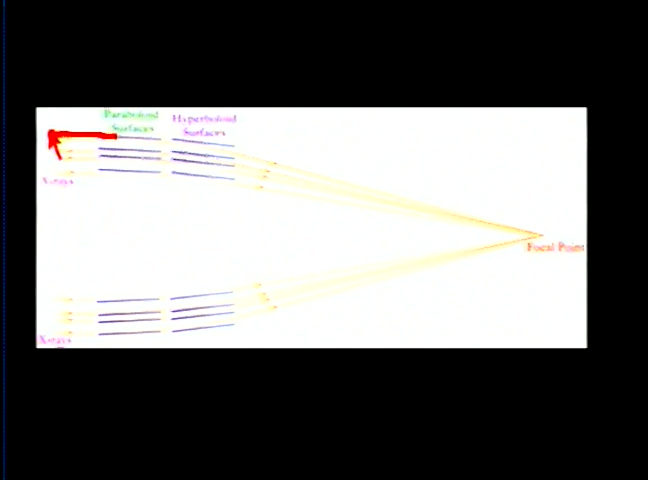 Paraboloid
Surfaces
Hyperboloid
Surfaces
X-rays
Focal Point
X-rays